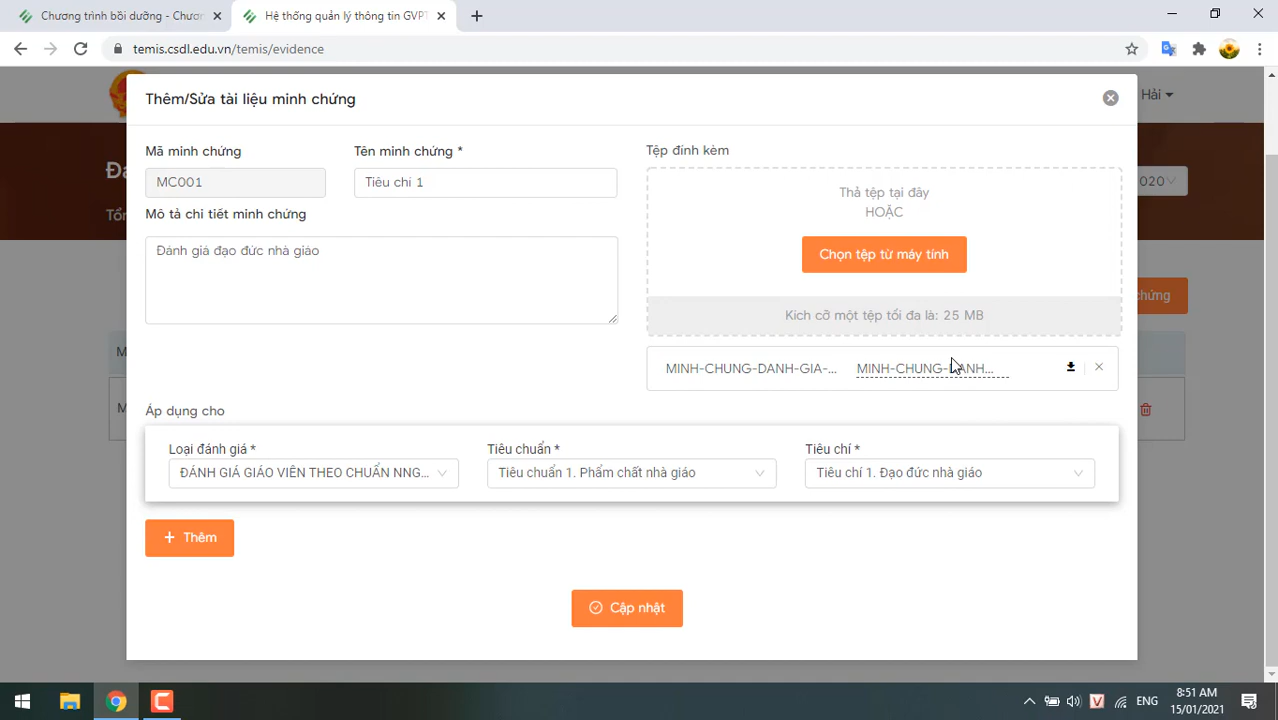 Chương trình bồi dưỡng - Chươ
Hệ thống quản lý thông tin GVPT
temis.csdl.edu.vn/temis/evidence
Thêm/Sửa tài liệu minh chứng
Hải
Mã minh chứng
Tên minh chứng *
Tệp đính kèm
MC001
Tiêu chí 1
Thả tệp tại đây
HOẶC
020
Mô tả chi tiết minh chứng
Đánh giá đạo đức nhà giáo
Chọn tệp từ máy tính
chứng
Kích cỡ một tệp tối đa là: 25 MB
MINH-CHUNG-DANH-GIA-...
MINH-CHUNG-DANH...
Áp dụng cho
Loại đánh giá *
Tiêu chuẩn *
Tiêu chí *
ĐÁNH GIÁ GIÁO VIÊN THEO CHUẨN NNG...
Tiêu chuẩn 1. Phẩm chất nhà giáo
Tiêu chí 1. Đạo đức nhà giáo
+ Thêm
Cập nhật
ENG
8:51 AM
15/01/2021